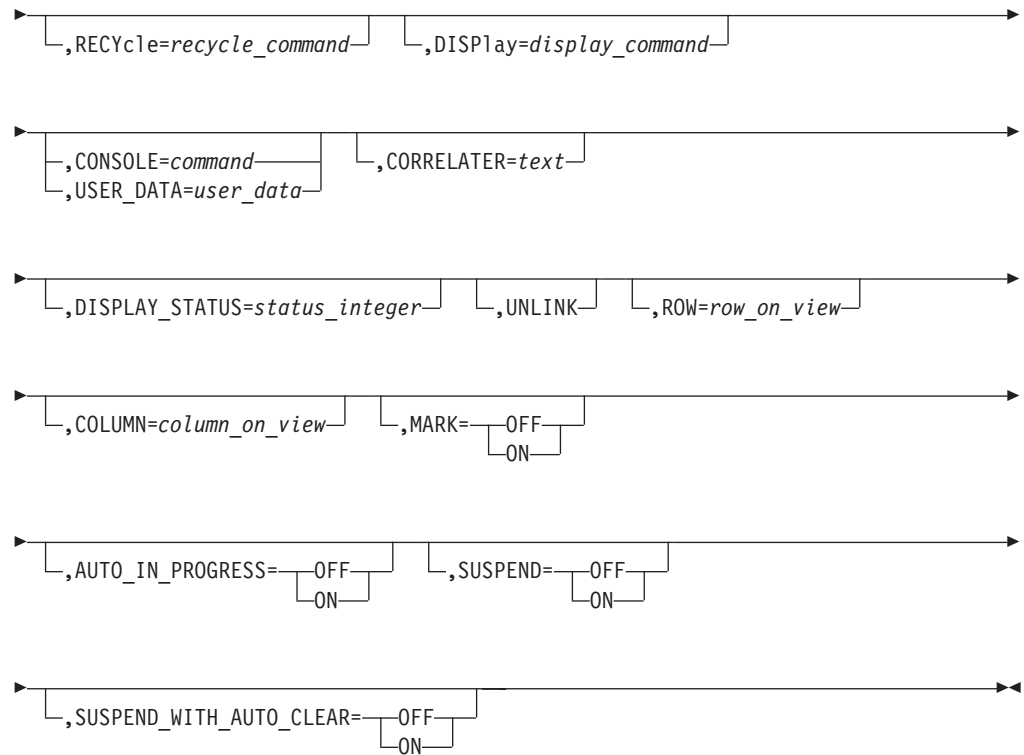 ,RECYcle=recycle_command ,DISPlay=display_command
,CONSOLE=command ,CORRELATER=text
,USER_DATA=user_data
,DISPLAY_STATUS=status_integer ,UNLINK ,ROW=row_on_view
,COLUMN=column_on_view ,MARK= OFF
ON
,AUTO_IN_PROGRESS= OFF ,SUSPEND= OFF
ON ON
,SUSPEND_WITH_AUTO_CLEAR= OFF
ON